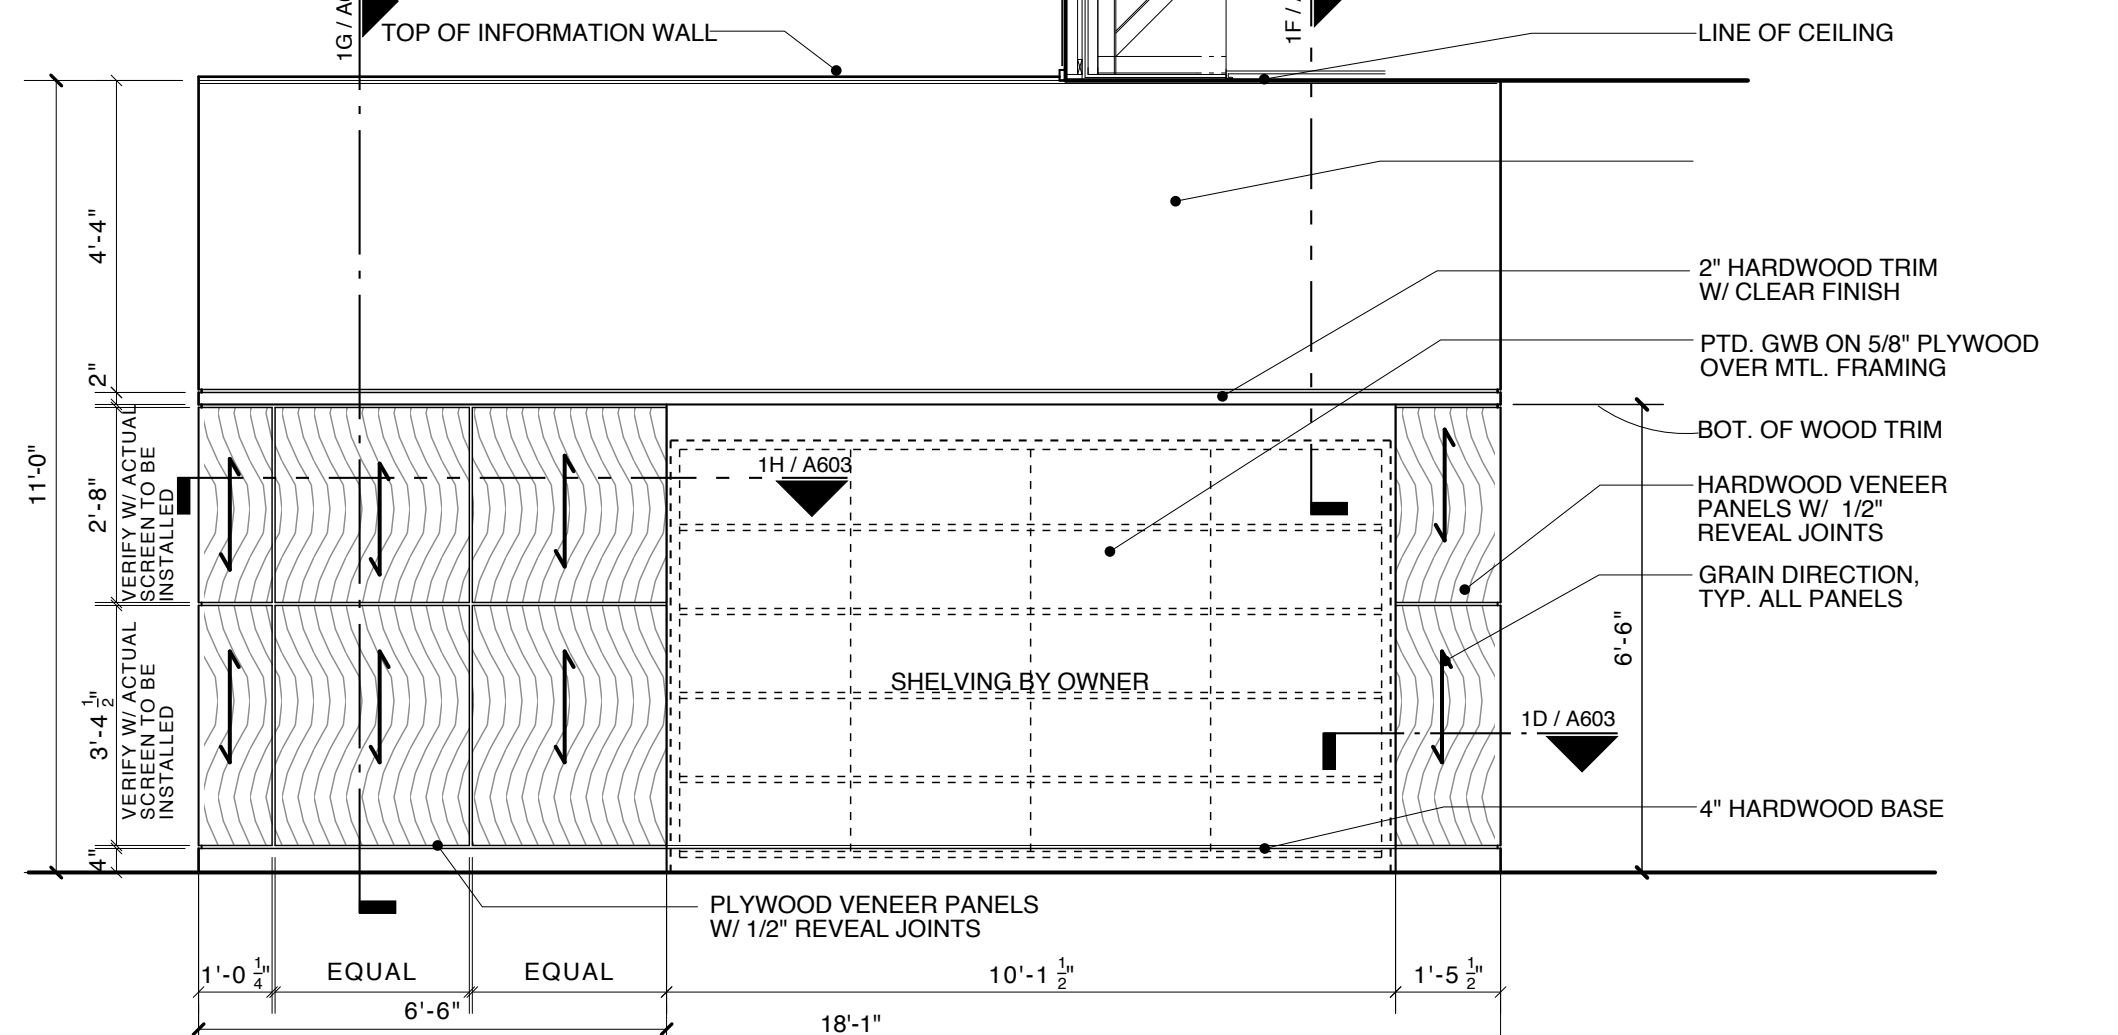 1G / A
TOP OF INFORMATION WALL
1F /
LINE OF CEILING
4'-4"
2" HARDWOOD TRIM
W/ CLEAR FINISH
PTD. GWB ON 5/8" PLYWOOD
OVER MTL. FRAMING
2"
BOT. OF WOOD TRIM
11'-0"
2'-8"
VERIFY W/ ACTUAL
SCREEN TO BE
INSTALLED
1H / A603
HARDWOOD VENEER
PANELS W/ 1/2"
REVEAL JOINTS
GRAIN DIRECTION,
TYP. ALL PANELS
6'-6"
3'-4 1/2"
VERIFY W/ ACTUAL
SCREEN TO BE
INSTALLED
SHELVING BY OWNER
1D / A603
4" HARDWOOD BASE
4"
PLYWOOD VENEER PANELS
W/ 1/2" REVEAL JOINTS
1'-0 1/4"
EQUAL
EQUAL
10'-1 1/2"
1'-5 1/2"
6'-6"
18'-1"